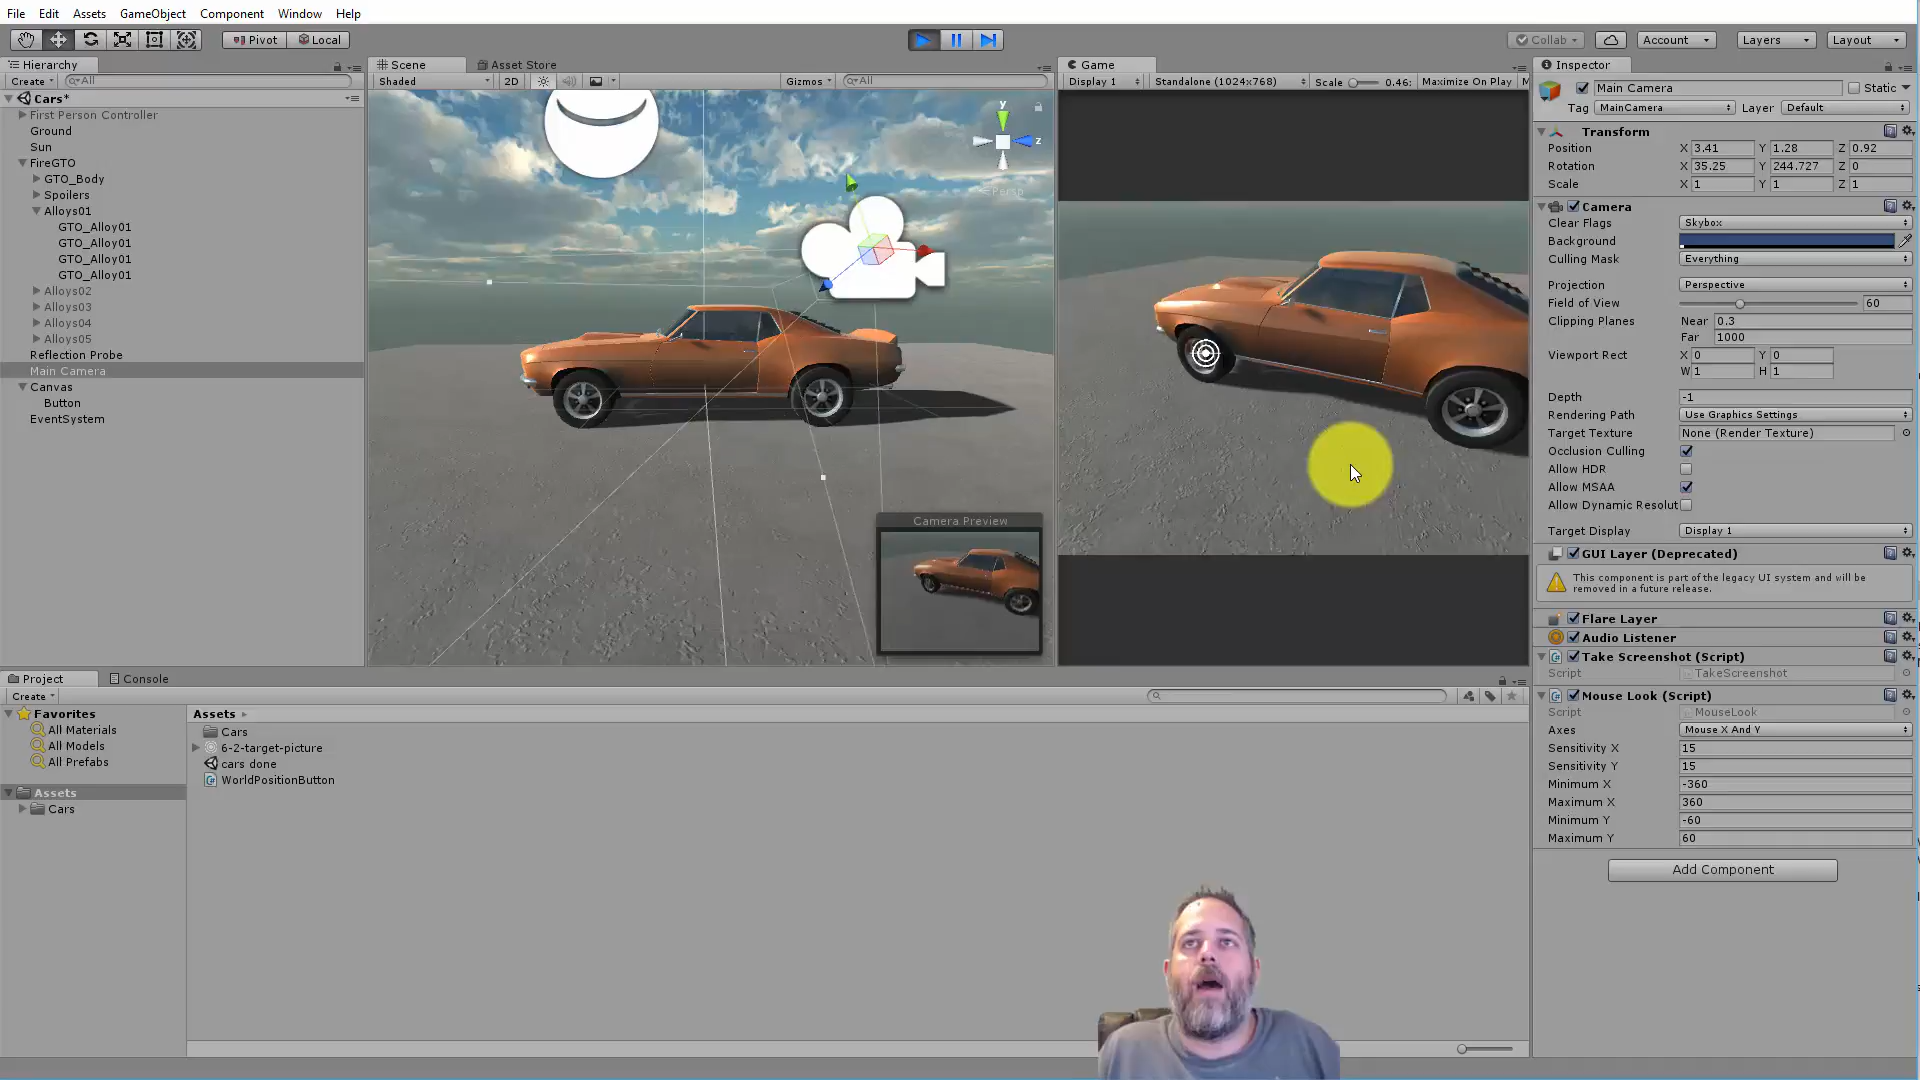 File Edit Assets GameObject Component Window Help
Pivot Local Collab Account Layers Layout
Hierarchy
Create All
Cars*
First Person Controller
Ground
Sun
FireGTO
GTO_Body
Spoilers
Alloys01
GTO_Alloy01
GTO_Alloy01
GTO_Alloy01
GTO_Alloy01
Alloys02
Alloys03
Alloys04
Alloys05
Reflection Probe
Main Camera
Canvas
Button
EventSystem
Scene Asset Store
Shaded 2D Gizmos All
y
z
Persp
Camera Preview
Game
Display 1 Standalone (1024x768) Scale 0.46: Maximize On Play M
Inspector
Main Camera Static
Tag MainCamera Layer Default
Transform
Position X 3.41 Y 1.28 Z 0.92
Rotation X 35.25 Y 244.727 Z 0
Scale X 1 Y 1 Z 1
Camera
Clear Flags Skybox
Background
Culling Mask Everything
Projection Perspective
Field of View 60
Clipping Planes Near 0.3
Far 1000
Viewport Rect X 0 Y 0
W 1 H 1
Depth -1
Rendering Path Use Graphics Settings
Target Texture None (Render Texture)
Occlusion Culling
Allow HDR
Allow MSAA
Allow Dynamic Resolut
Target Display Display 1
GUI Layer (Deprecated)
This component is part of the legacy UI system and will be
removed in a future release.
Flare Layer
Audio Listener
Take Screenshot (Script)
Script TakeScreenshot
Mouse Look (Script)
Script MouseLook
Axes Mouse X And Y
Sensitivity X 15
Sensitivity Y 15
Minimum X -360
Maximum X 360
Minimum Y -60
Maximum Y 60
Add Component
Project Console
Create
Favorites
All Materials
All Models
All Prefabs
Assets
Cars
Assets
Cars
6-2-target-picture
cars done
WorldPositionButton